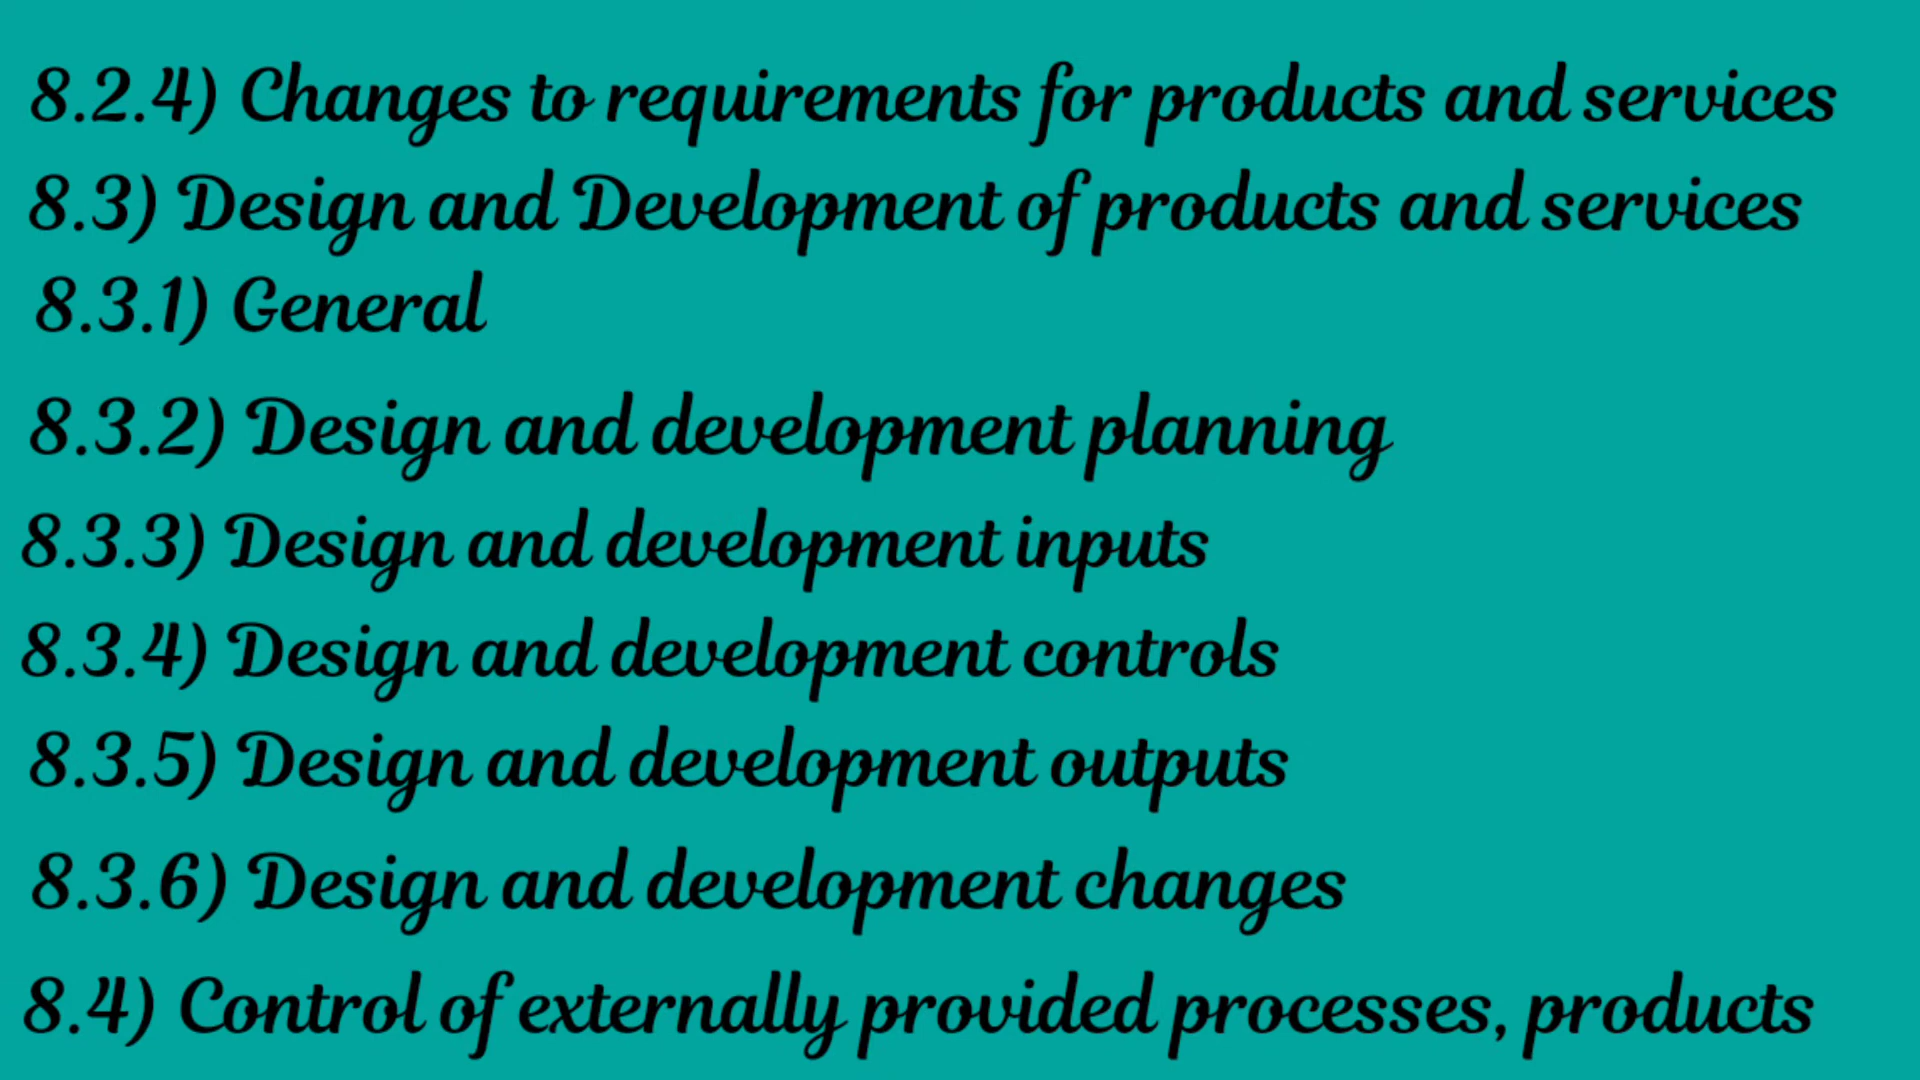 8.2.4) Changes to requirements for products and services
8.3) Design and Development of products and services
8.3.1) General
8.3.2) Design and development planning
8.3.3) Design and development inputs
8.3.4) Design and development controls
8.3.5) Design and development outputs
8.3.6) Design and development changes
8.4) Control of externally provided processes, products